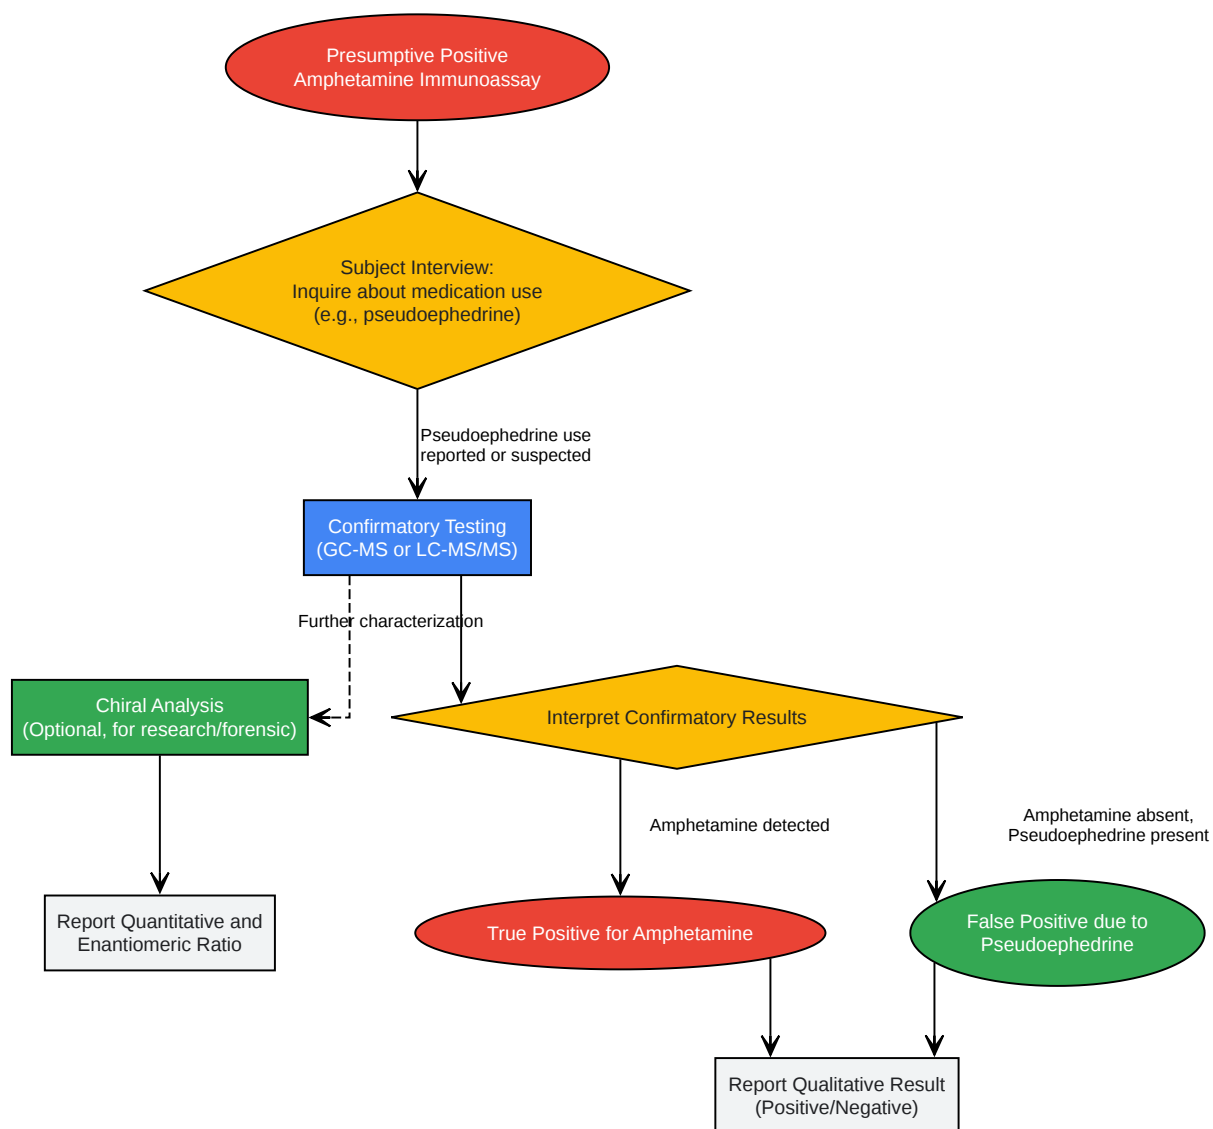 Presumptive Positive
Amphetamine Immunoassay
Subject Interview:
Inquire about medication use
(e.g., pseudoephedrine)
Pseudoephedrine use
reported or suspected
Confirmatory Testing
(GC-MS or LC-MS/MS)
Further characterization
Chiral Analysis
(Optional, for research/forensic)
Interpret Confirmatory Results
Amphetamine detected
Amphetamine absent,
Pseudoephedrine present
Report Quantitative and
Enantiomeric Ratio
True Positive for Amphetamine
False Positive due to
Pseudoephedrine
Report Qualitative Result
(Positive/Negative)